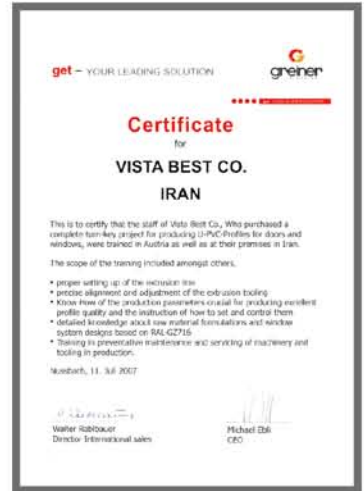 get – YOUR LEADING SOLUTION
greiner
Certificate
for
VISTA BEST CO.
IRAN
This is to certify that the staff of Vista Best Co., Who purchased a
complete turn-key project for producing U-PVC-Profiles for doors and
windows, were trained in Austria as well as at their premises in Iran.
The scope of the training included amongst others,
• proper setting up of the extrusion line
• precise alignment and adjustment of the extrusion tooling
• Know How of the production parameters crucial for producing excellent
profile quality and the instruction of how to set and control them
• detailed knowledge about raw material formulations and window
system designs based on RAL-GZ716
• Training in preventative maintenance and servicing of machinery and
tooling in production.
Nussbach, 11. Juli 2007
Walter Rablbauer
Director International sales
Michael Ebli
CEO